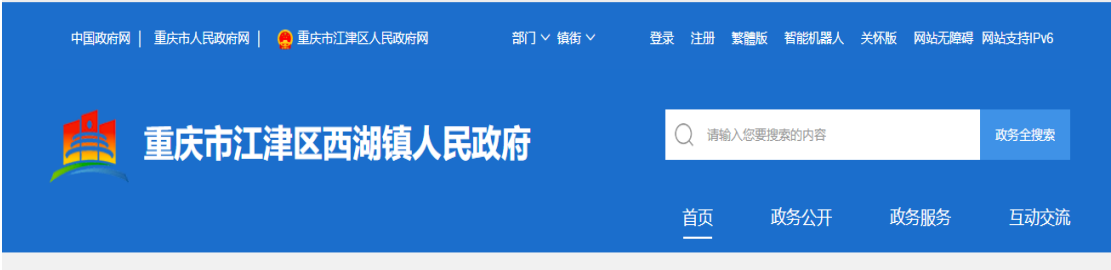 中国政府网 | 重庆市人民政府网 | 重庆市江津区人民政府网 部门 镇街 登录 注册 繁體版 智能机器人 关怀版 网站无障碍 网站支持IPv6
重庆市江津区西湖镇人民政府
请输入您要搜索的内容 政务全搜索
首页 政务公开 政务服务 互动交流